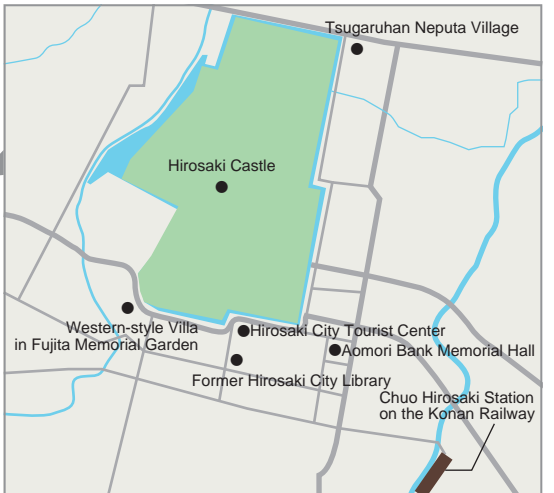 Tsugaruhan Neputa Village
Hirosaki Castle
Western-style Villa
in Fujita Memorial Garden
Hirosaki City Tourist Center
Aomori Bank Memorial Hall
Former Hirosaki City Library
Chuo Hirosaki Station
on the Konan Railway